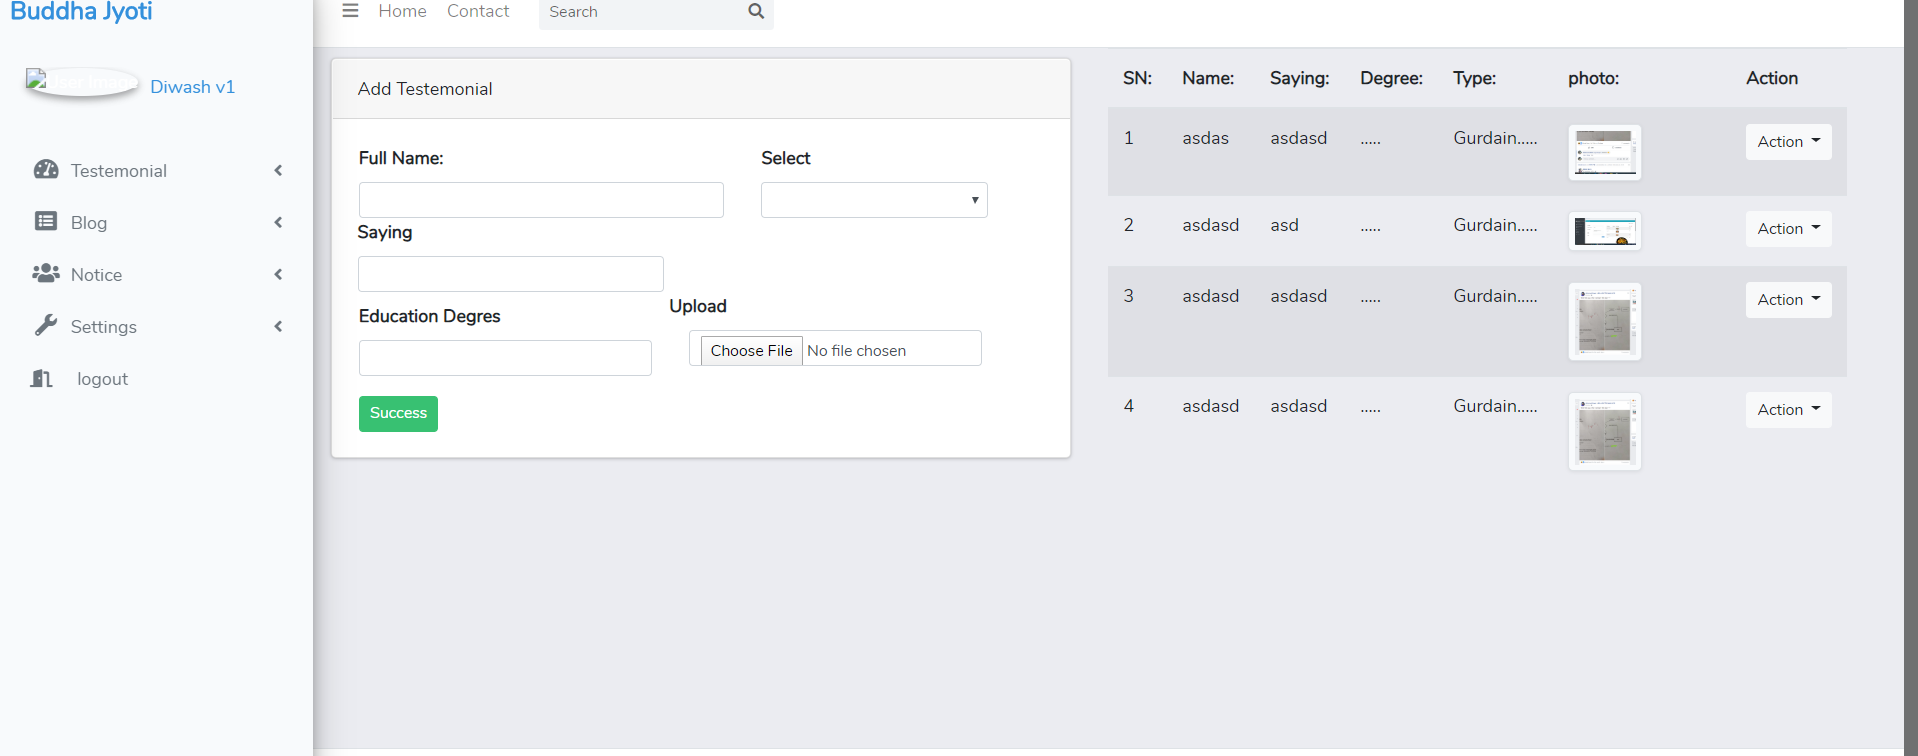 Buddha Jyoti
Diwash v1
Testemonial
Blog
Notice
Settings
logout
Home Contact Search
Add Testemonial
Full Name: Select
Saying
Education Degres Upload
Choose File No file chosen
Success
SN: Name: Saying: Degree: Type: photo: Action
1 asdas asdasd ..... Gurdain..... Action
2 asdasd asd ..... Gurdain..... Action
3 asdasd asdasd ..... Gurdain..... Action
4 asdasd asdasd ..... Gurdain..... Action